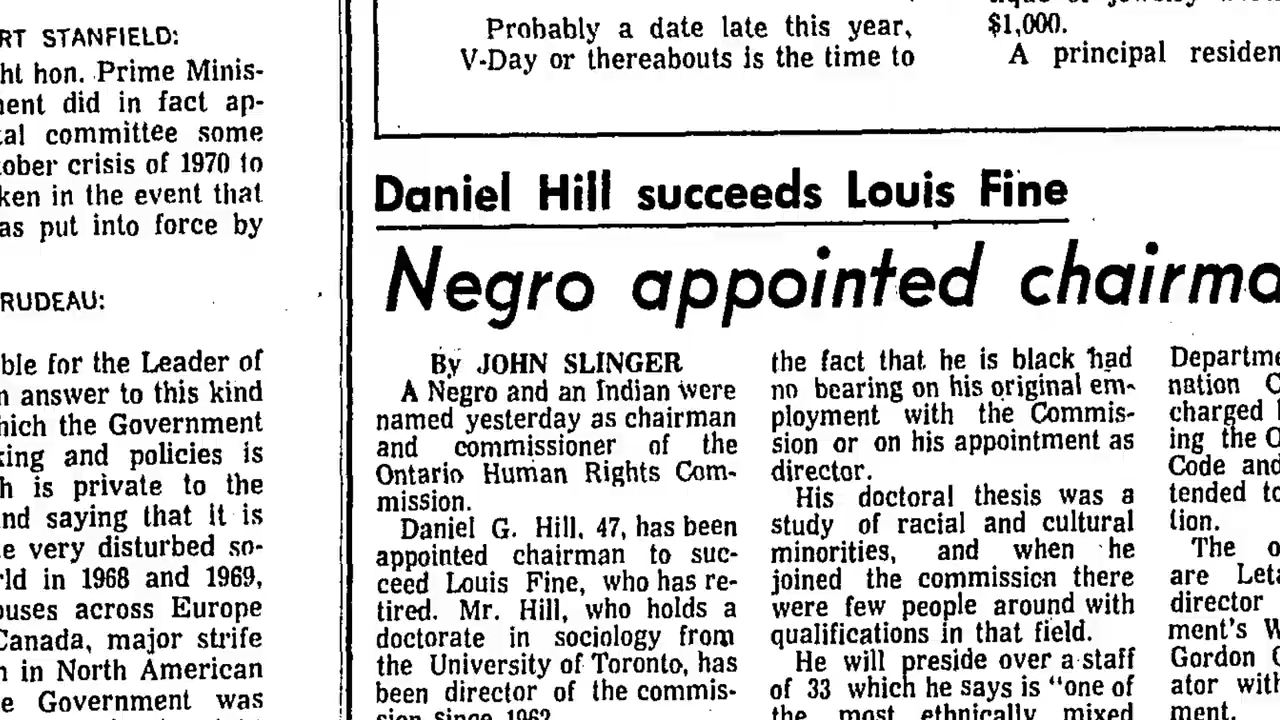 RT STANFIELD:
ht hon. Prime Minis-
ent did in fact ap-
al committee some
ober crisis of 1970 to
ken in the event that
as put into force by
RUDEAU:
ble for the Leader of
n answer to this kind
hich the Government
king and policies is
h is private to the
nd saying that it is
e very disturbed so-
rld in 1968 and 1969,
ouses across Europe
Canada, major strife
n in North American
e Government was
Probably a date late this year,
V-Day or thereabouts is the time to
$1,000.
A principal residen
Daniel Hill succeeds Louis Fine
Negro appointed chairma
By JOHN SLINGER
A Negro and an Indian were
named yesterday as chairman
and commissioner of the
Ontario Human Rights Com-
mission.
Daniel G. Hill, 47, has been
appointed chairman to suc-
ceed Louis Fine, who has re-
tired. Mr. Hill, who holds a
doctorate in sociology from
the University of Toronto, has
been director of the commis-
sion since 1962
the fact that he is black had
no bearing on his original em-
ployment with the Commis-
sion or on his appointment as
director.
His doctoral thesis was a
study of racial and cultural
minorities, and when he
joined the commission there
were few people around with
qualifications in that field.
He will preside over a staff
of 33 which he says is "one of
the most ethnically mixed
Departme
nation C
charged
ing the O
Code and
tended to
tion.
The o
are Leta
director
ment's W
Gordon C
ator with
ment.